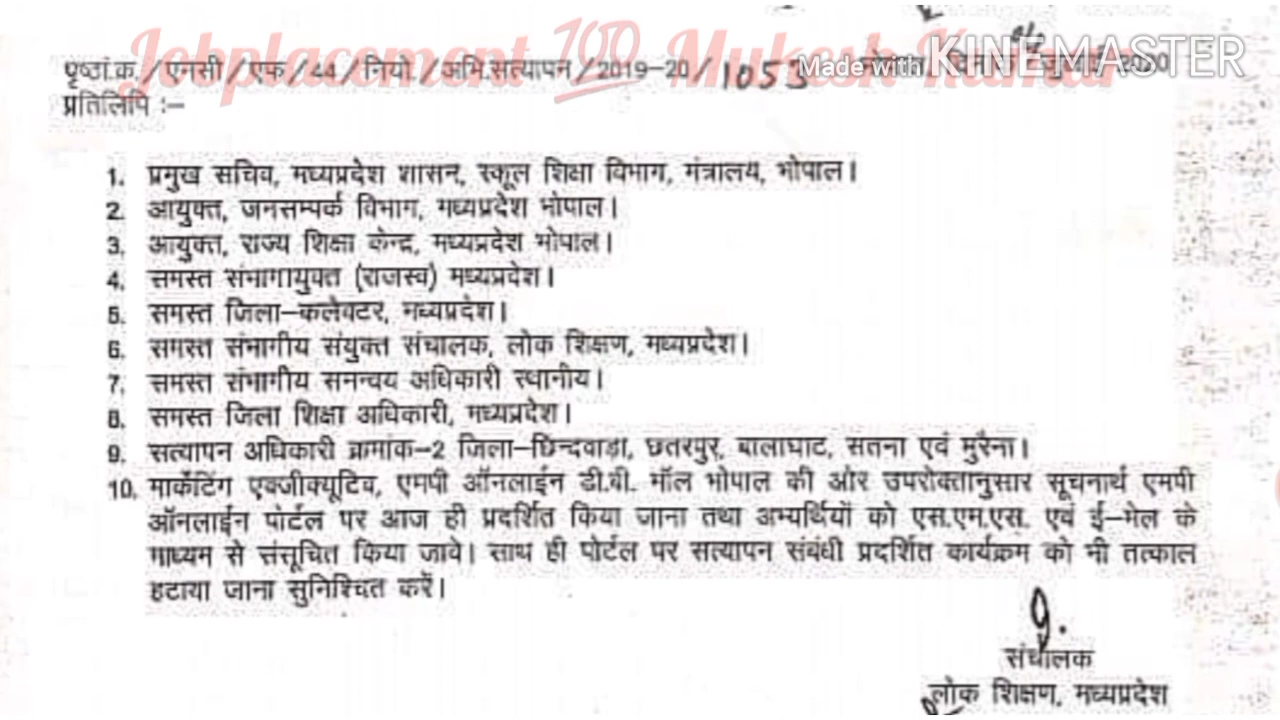 Jobplacement 💯 Mukesh Kumar
Made with KINEMASTER
पृष्ठां.क./एनसी/एफ/44/नियो./अभि.सत्यापन/2019-20/1053
प्रतिलिपि :-
1. प्रमुख सचिव, मध्यप्रदेश शासन, स्कूल शिक्षा विभाग, मंत्रालय, भोपाल।
2. आयुक्त, जनसम्पर्क विभाग, मध्यप्रदेश भोपाल।
3. आयुक्त, राज्य शिक्षा केन्द्र, मध्यप्रदेश भोपाल।
4. समस्त संभागायुक्त (राजस्व) मध्यप्रदेश।
5. समस्त जिला-कलेक्टर, मध्यप्रदेश।
6. समस्त संभागीय संयुक्त संचालक, लोक शिक्षण, मध्यप्रदेश।
7. समस्त संभागीय समन्वय अधिकारी स्थानीय।
8. समस्त जिला शिक्षा अधिकारी, मध्यप्रदेश।
9. सत्यापन अधिकारी क्रमांक-2 जिला-छिन्दवाड़ा, छतरपुर, बालाघाट, सतना एवं मुरैना।
10. मार्केटिंग एक्जीक्यूटिव, एमपी ऑनलाईन डी.बी. मॉल भोपाल की ओर उपरोक्तानुसार सूचनार्थ एमपी
ऑनलाईन पोर्टल पर आज ही प्रदर्शित किया जाना तथा अभ्यर्थियों को एस.एम.एस. एवं ई-मेल के
माध्यम से संसूचित किया जावे। साथ ही पोर्टल पर सत्यापन संबंधी प्रदर्शित कार्यक्रम को भी तत्काल
हटाया जाना सुनिश्चित करें।
संचालक
लोक शिक्षण, मध्यप्रदेश